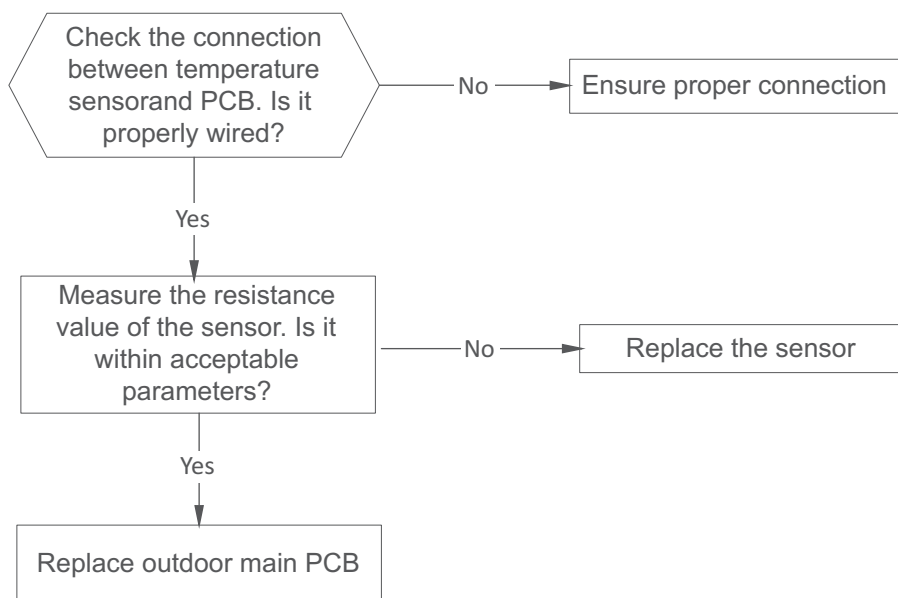 Check the connection
between temperature
sensorand PCB. Is it
properly wired?
No
Ensure proper connection
Yes
Measure the resistance
value of the sensor. Is it
within acceptable
parameters?
No
Replace the sensor
Yes
Replace outdoor main PCB